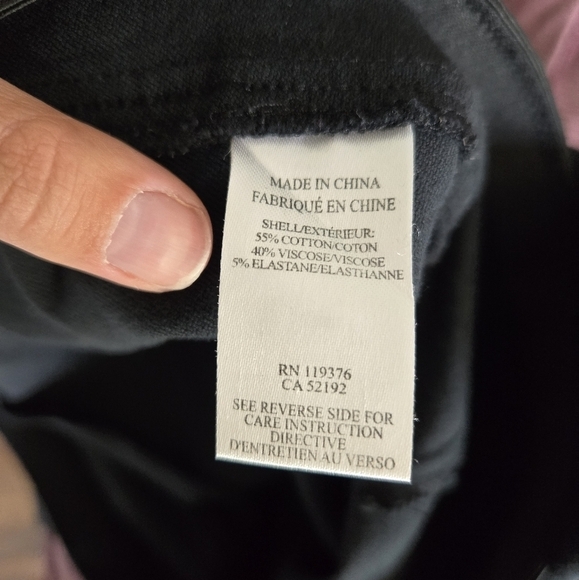 MADE IN CHINA
FABRIQUÉ EN CHINE
SHELL/EXTÉRIEUR:
55% COTTON/COTON
40% VISCOSE/VISCOSE
5% ELASTANE/ELASTHANNE
RN 119376
CA 52192
SEE REVERSE SIDE FOR
CARE INSTRUCTION
DIRECTIVE
D'ENTRETIEN AU VERSO